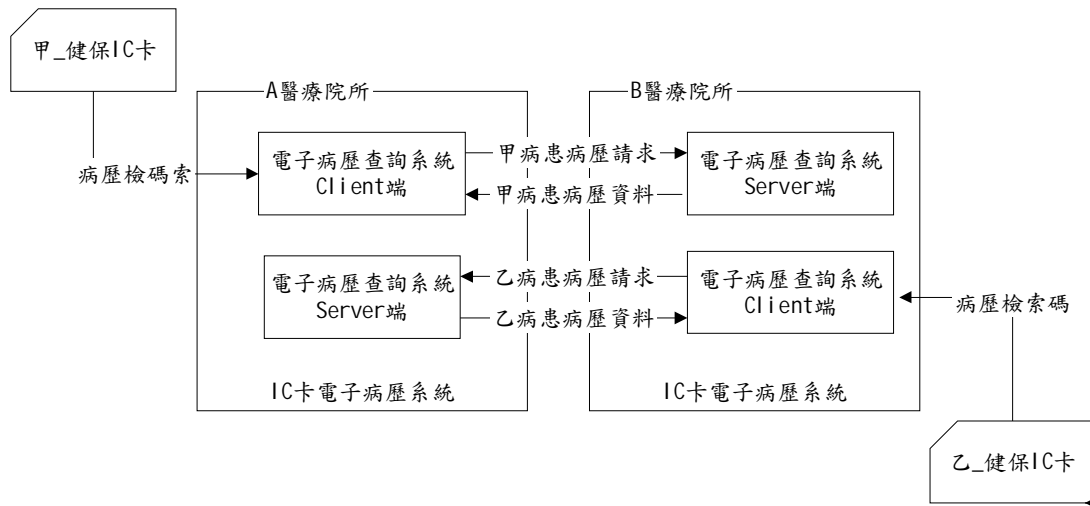 甲_健保IC卡
A醫療院所
B醫療院所
電子病歷查詢系統
Client端
甲病患病歷請求
甲病患病歷資料
電子病歷查詢系統
Server端
病歷檢碼索
電子病歷查詢系統
Server端
乙病患病歷請求
乙病患病歷資料
電子病歷查詢系統
Client端
病歷檢索碼
IC卡電子病歷系統
IC卡電子病歷系統
乙_健保IC卡